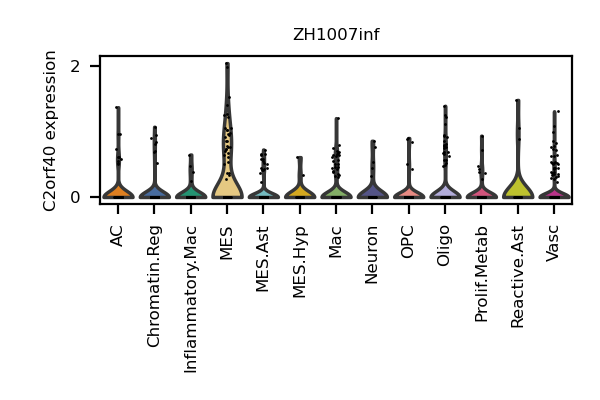 ZH1007inf
C2orf40 expression
2
0
AC
Chromatin.Reg
Inflammatory.Mac
MES
MES.Ast
MES.Hyp
Mac
Neuron
OPC
Oligo
Prolif.Metab
Reactive.Ast
Vasc